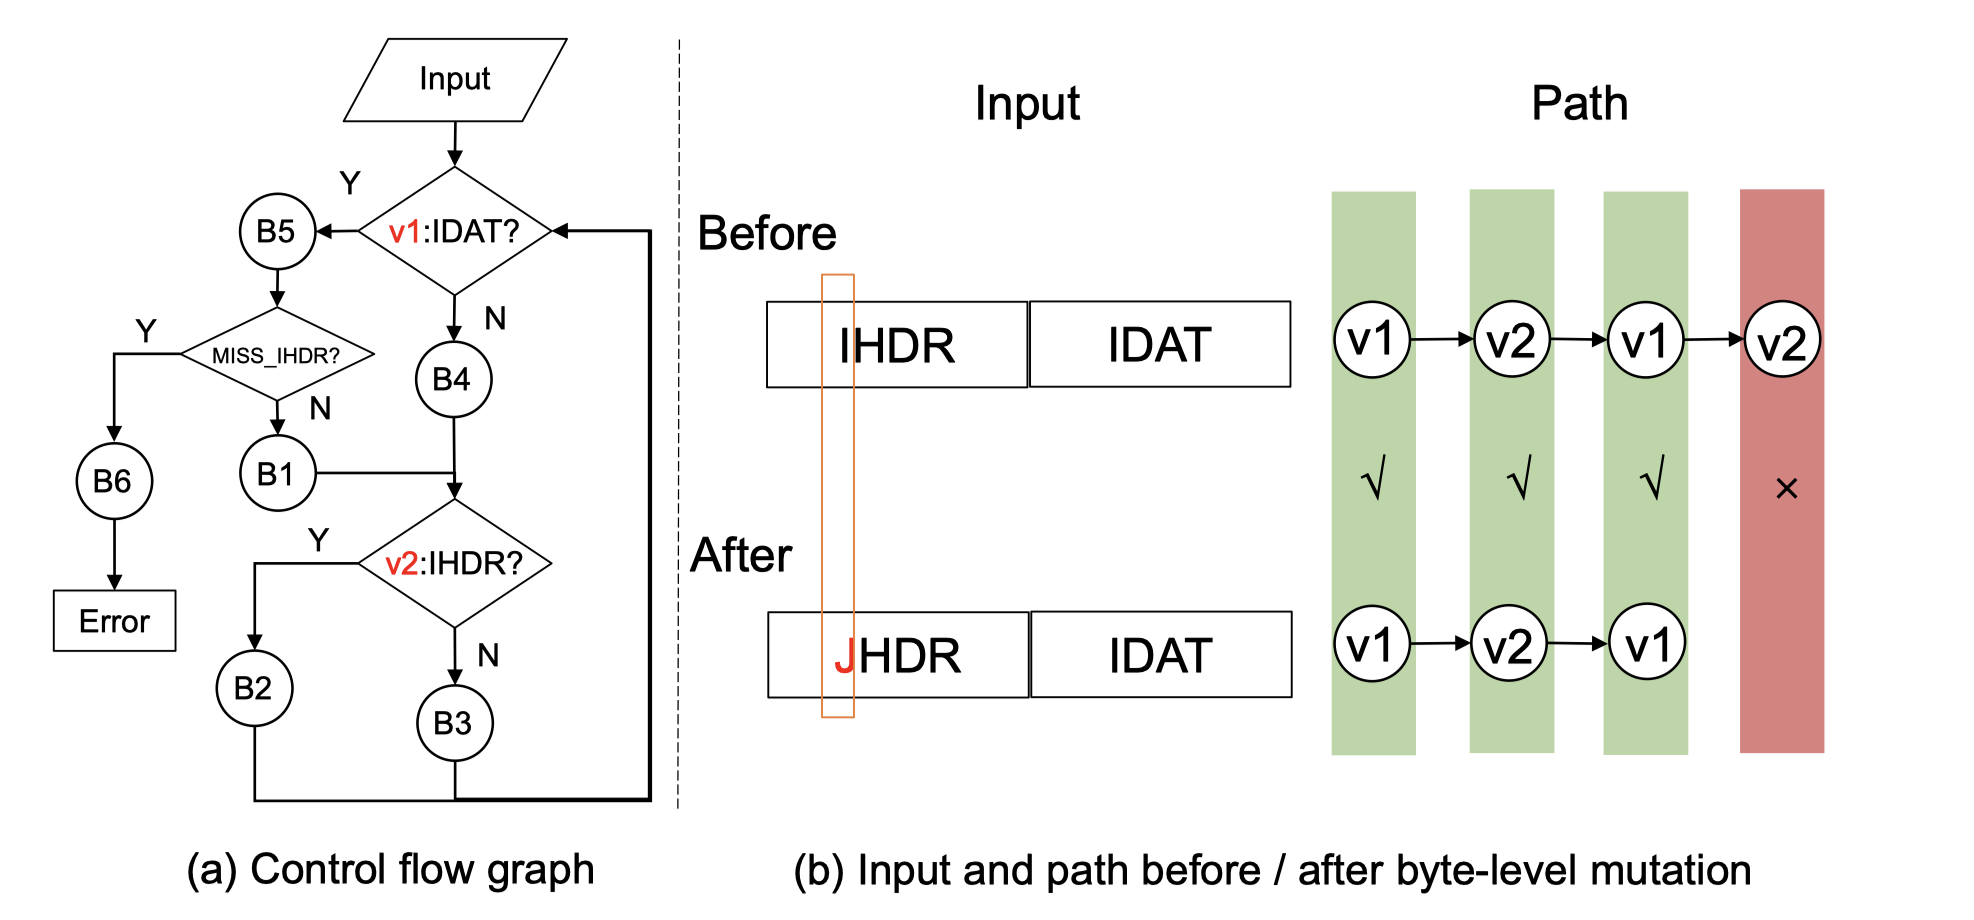 Input
Y
B5
v1:IDAT?
N
Y
MISS_IHDR?
B4
N
B6
B1
Y
v2:IHDR?
Error
N
B2
B3
(a) Control flow graph
Input
Path
Before
IHDR
IDAT
v1
v2
v1
v2
√
√
√
×
After
JHDR
IDAT
v1
v2
v1
(b) Input and path before / after byte-level mutation